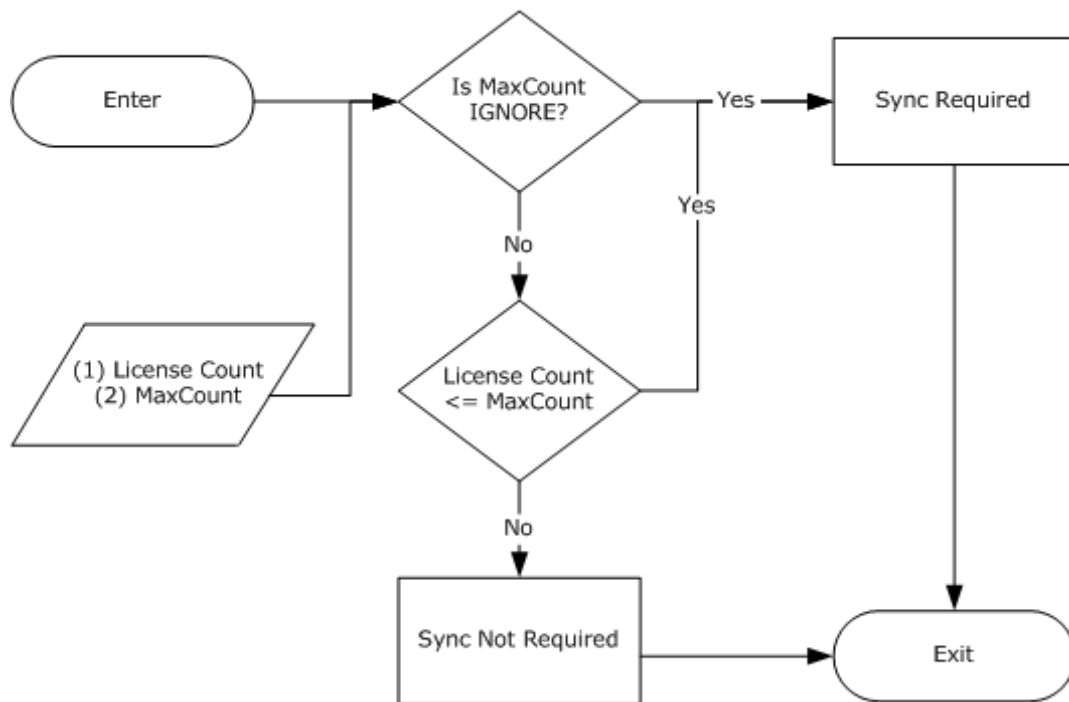 Enter
Is MaxCount
IGNORE?
Yes
Sync Required
Yes
No
(1) License Count
(2) MaxCount
License Count
<= MaxCount
No
Sync Not Required
Exit